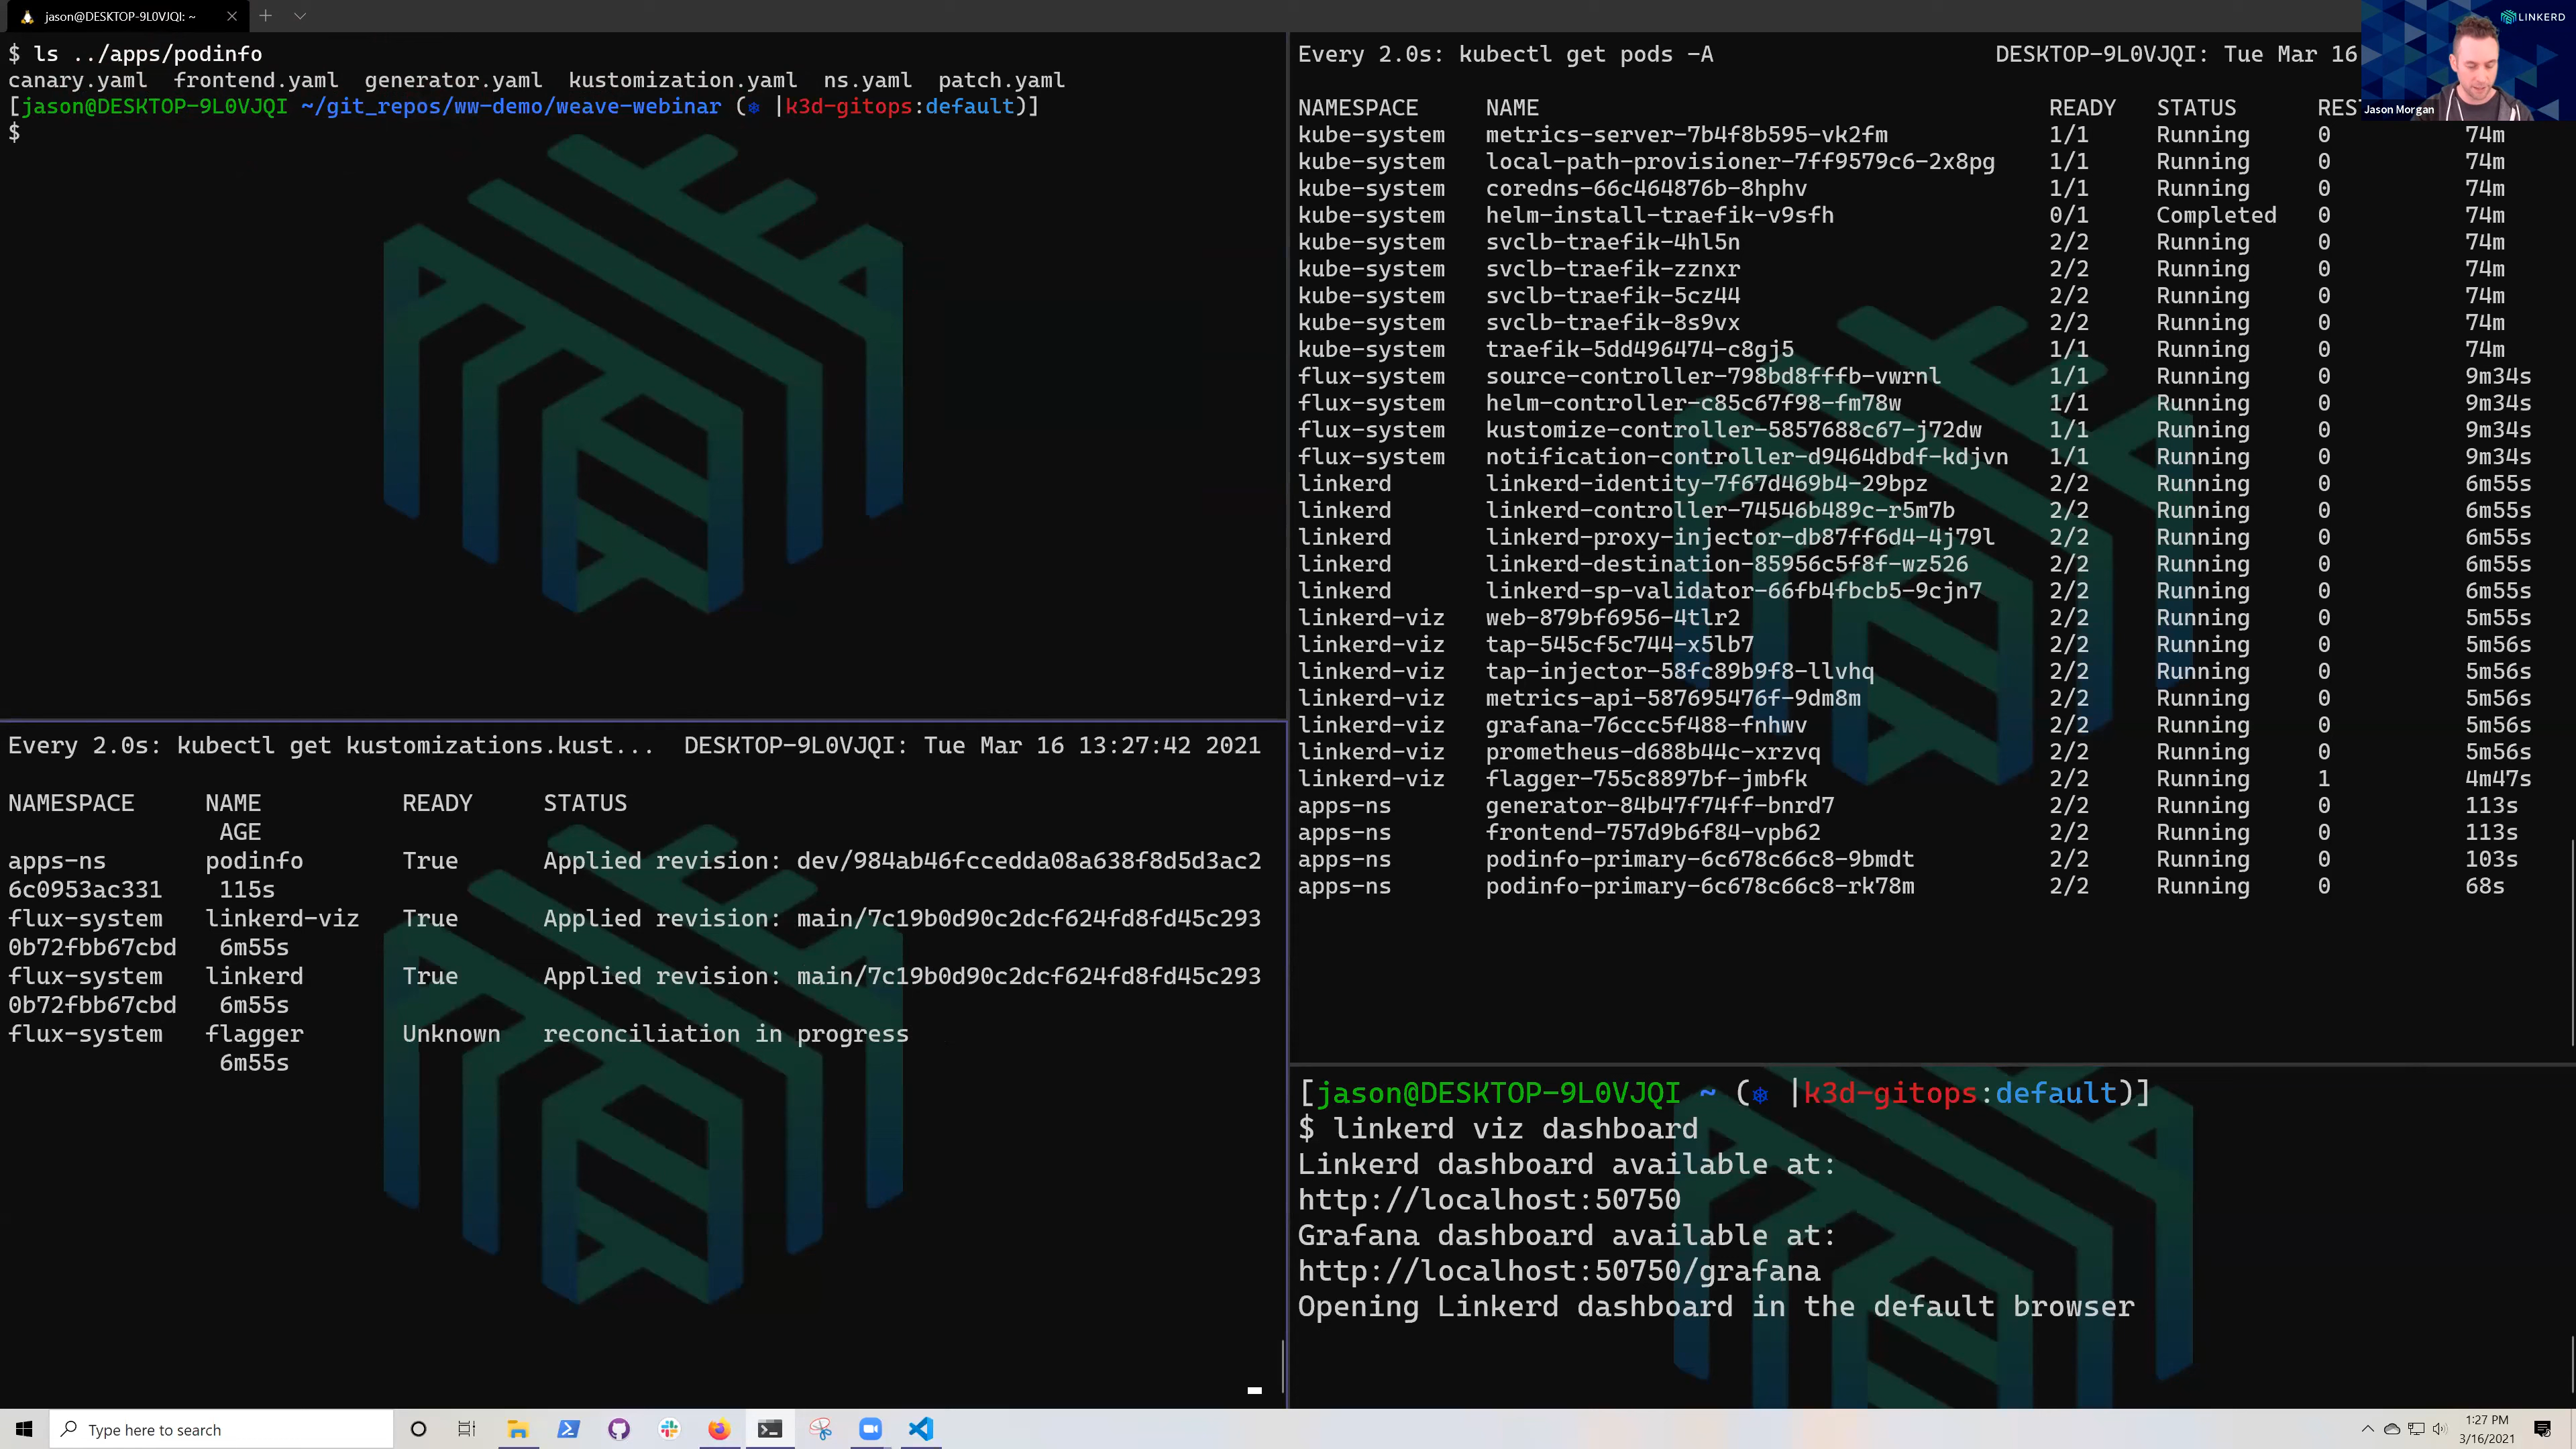 jason@DESKTOP-9L0VJQI: ~
$ ls ../apps/podinfo
canary.yaml frontend.yaml generator.yaml kustomization.yaml ns.yaml patch.yaml
[jason@DESKTOP-9L0VJQI ~/git_repos/ww-demo/weave-webinar (⎈ |k3d-gitops:default)]
$
Every 2.0s: kubectl get kustomizations.kust... DESKTOP-9L0VJQI: Tue Mar 16 13:27:42 2021
NAMESPACE NAME READY STATUS
AGE
apps-ns podinfo True Applied revision: dev/984ab46fccedda08a638f8d5d3ac2
6c0953ac331 115s
flux-system linkerd-viz True Applied revision: main/7c19b0d90c2dcf624fd8fd45c293
0b72fbb67cbd 6m55s
flux-system linkerd True Applied revision: main/7c19b0d90c2dcf624fd8fd45c293
0b72fbb67cbd 6m55s
flux-system flagger Unknown reconciliation in progress
6m55s
Every 2.0s: kubectl get pods -A DESKTOP-9L0VJQI: Tue Mar 16
NAMESPACE NAME READY STATUS REST
kube-system metrics-server-7b4f8b595-vk2fm 1/1 Running 0 74m
kube-system local-path-provisioner-7ff9579c6-2x8pg 1/1 Running 0 74m
kube-system coredns-66c464876b-8hphv 1/1 Running 0 74m
kube-system helm-install-traefik-v9sfh 0/1 Completed 0 74m
kube-system svclb-traefik-4hl5n 2/2 Running 0 74m
kube-system svclb-traefik-zznxr 2/2 Running 0 74m
kube-system svclb-traefik-5cz44 2/2 Running 0 74m
kube-system svclb-traefik-8s9vx 2/2 Running 0 74m
kube-system traefik-5dd496474-c8gj5 1/1 Running 0 74m
flux-system source-controller-798bd8fffb-vwrnl 1/1 Running 0 9m34s
flux-system helm-controller-c85c67f98-fm78w 1/1 Running 0 9m34s
flux-system kustomize-controller-5857688c67-j72dw 1/1 Running 0 9m34s
flux-system notification-controller-d9464dbdf-kdjvn 1/1 Running 0 9m34s
linkerd linkerd-identity-7f67d469b4-29bpz 2/2 Running 0 6m55s
linkerd linkerd-controller-74546b489c-r5m7b 2/2 Running 0 6m55s
linkerd linkerd-proxy-injector-db87ff6d4-4j79l 2/2 Running 0 6m55s
linkerd linkerd-destination-85956c5f8f-wz526 2/2 Running 0 6m55s
linkerd linkerd-sp-validator-66fb4fbcb5-9cjn7 2/2 Running 0 6m55s
linkerd-viz web-879bf6956-4tlr2 2/2 Running 0 5m55s
linkerd-viz tap-545cf5c744-x5lb7 2/2 Running 0 5m56s
linkerd-viz tap-injector-58fc89b9f8-llvhq 2/2 Running 0 5m56s
linkerd-viz metrics-api-587695476f-9dm8m 2/2 Running 0 5m56s
linkerd-viz grafana-76ccc5f488-fnhwv 2/2 Running 0 5m56s
linkerd-viz prometheus-d688b44c-xrzvq 2/2 Running 0 5m56s
linkerd-viz flagger-755c8897bf-jmbfk 2/2 Running 1 4m47s
apps-ns generator-84b47f74ff-bnrd7 2/2 Running 0 113s
apps-ns frontend-757d9b6f84-vpb62 2/2 Running 0 113s
apps-ns podinfo-primary-6c678c66c8-9bmdt 2/2 Running 0 103s
apps-ns podinfo-primary-6c678c66c8-rk78m 2/2 Running 0 68s
[jason@DESKTOP-9L0VJQI ~ (⎈ |k3d-gitops:default)]
$ linkerd viz dashboard
Linkerd dashboard available at:
http://localhost:50750
Grafana dashboard available at:
http://localhost:50750/grafana
Opening Linkerd dashboard in the default browser
LINKERD
Jason Morgan
Type here to search
1:27 PM
3/16/2021